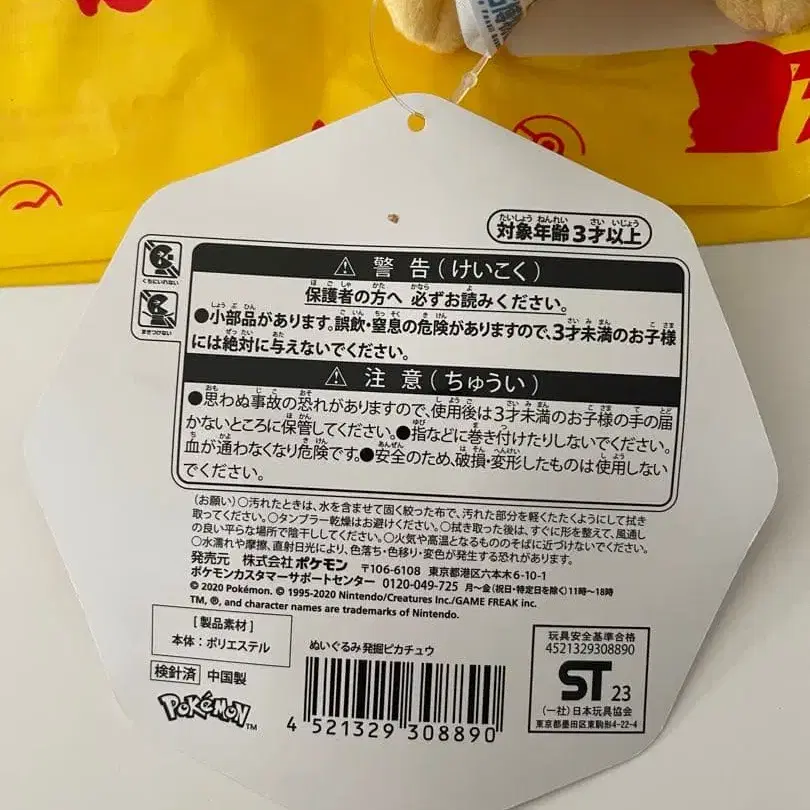 対象年齢3才以上
くちにいれない
まきつけない
警告(けいこく)
保護者の方へ 必ずお読みください。
●小部品があります。誤飲・窒息の危険がありますので、3才未満のお子様
には絶対に与えないでください。
注意(ちゅうい)
●思わぬ事故の恐れがありますので、使用後は3才未満のお子様の手の届
かないところに保管してください。●指などに巻き付けたりしないでください。
血が通わなくなり危険です。●安全のため、破損・変形したものは使用しない
でください。
(お願い)○汚れたときは、水を含ませて固く絞った布で、汚れた部分を軽くたたくようにして拭き
取ってください。○タンブラー乾燥はお避けください。○拭き取った後は、すぐに形を整えて、風通し
の良い平らな場所で陰干ししてください。○火気や高温となるもののそばに近づけないでください。
○水濡れや摩擦、直射日光により、色落ち・色移り・変色が発生する恐れがあります。
発売元 株式会社ポケモン 〒106-6108 東京都港区六本木6-10-1
ポケモンカスタマーサポートセンター 0120-049-725 月〜金(祝日・特定日を除く)11時〜18時
© 2020 Pokémon. © 1995-2020 Nintendo/Creatures Inc./GAME FREAK inc.
TM, ®, and character names are trademarks of Nintendo.
[製品素材]
本体:ポリエステル
検針済 中国製
POKéMON TM
ぬいぐるみ発掘ピカチュウ
4 521329 308890
玩具安全基準合格
4521329308890
ST 23
(一社)日本玩具協会
東京都墨田区東駒形4-22-4